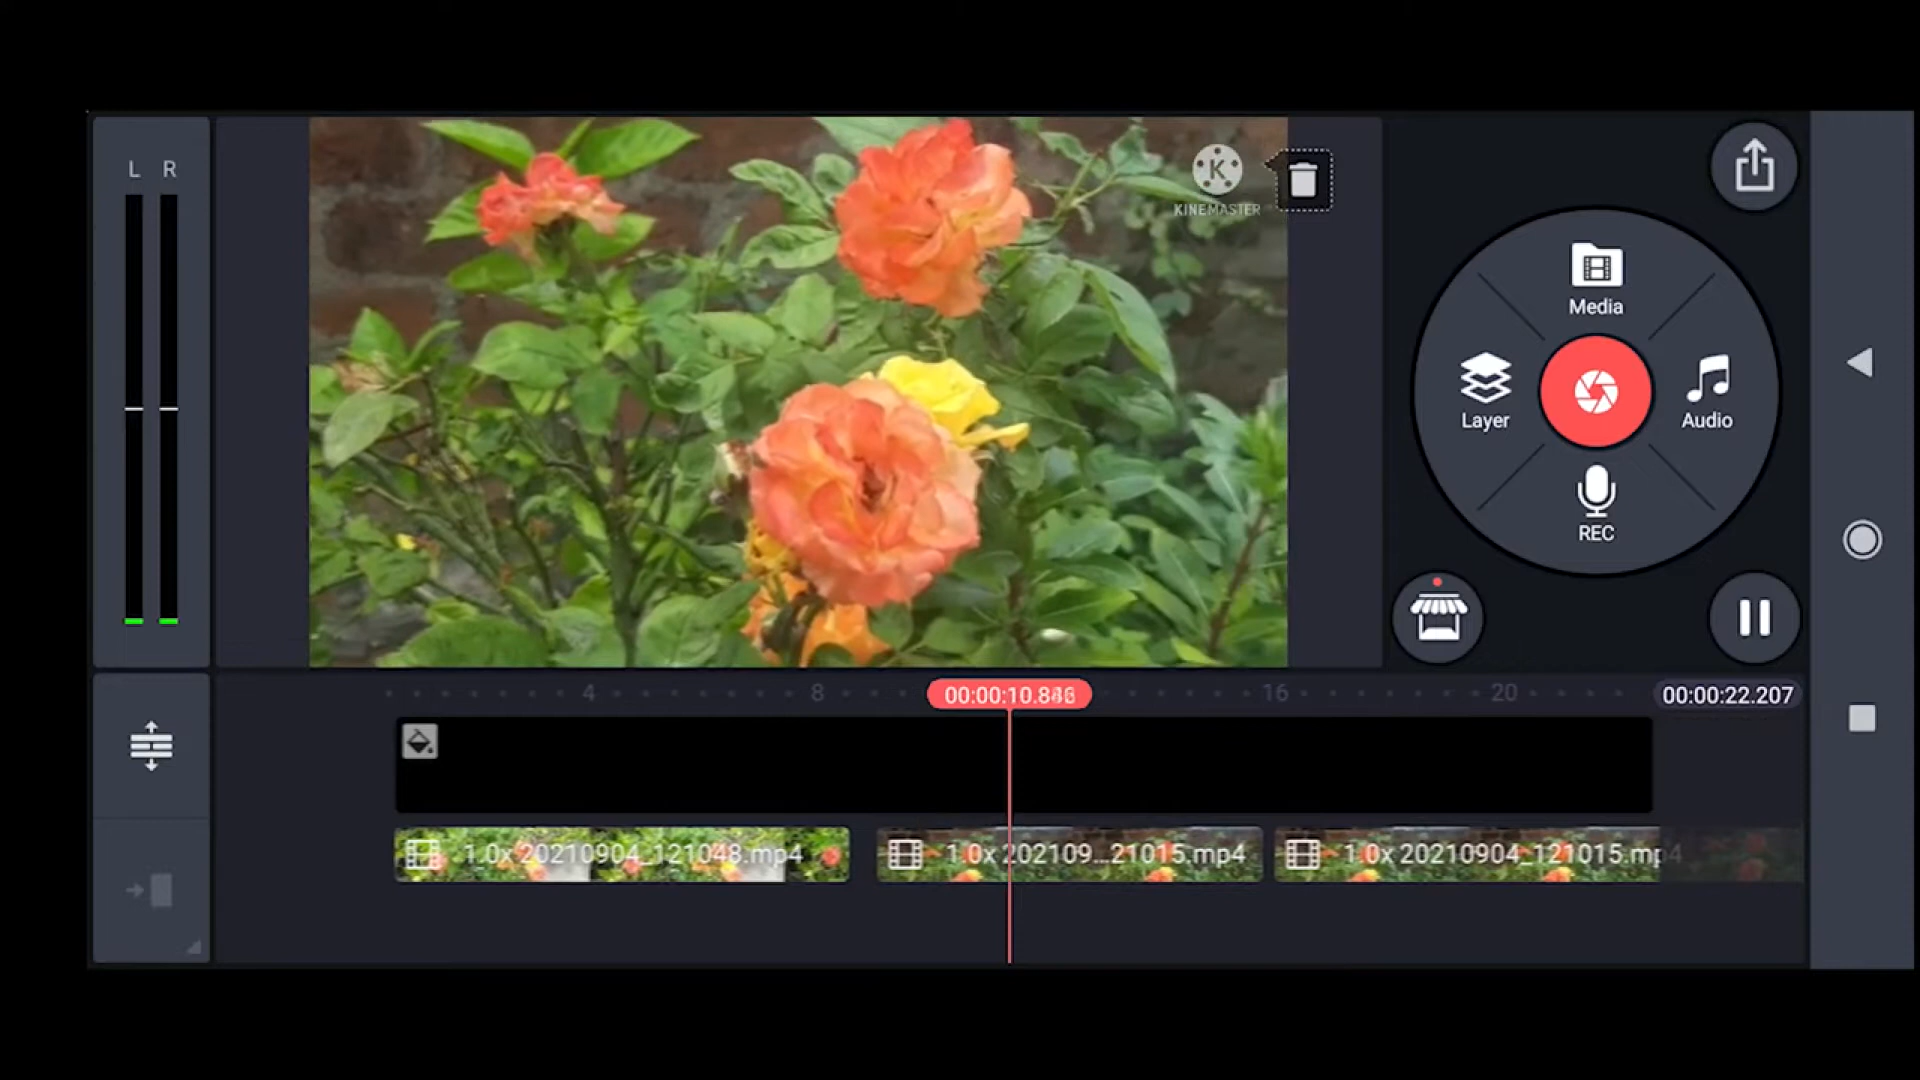 L R
KINEMASTER
Media
Layer
Audio
REC
4 8 00:00:10.846 16 20 00:00:22.207
1.0x 20210904_121048.mp4
1.0x 202109...21015.mp4
1.0x 20210904_121015.mp4